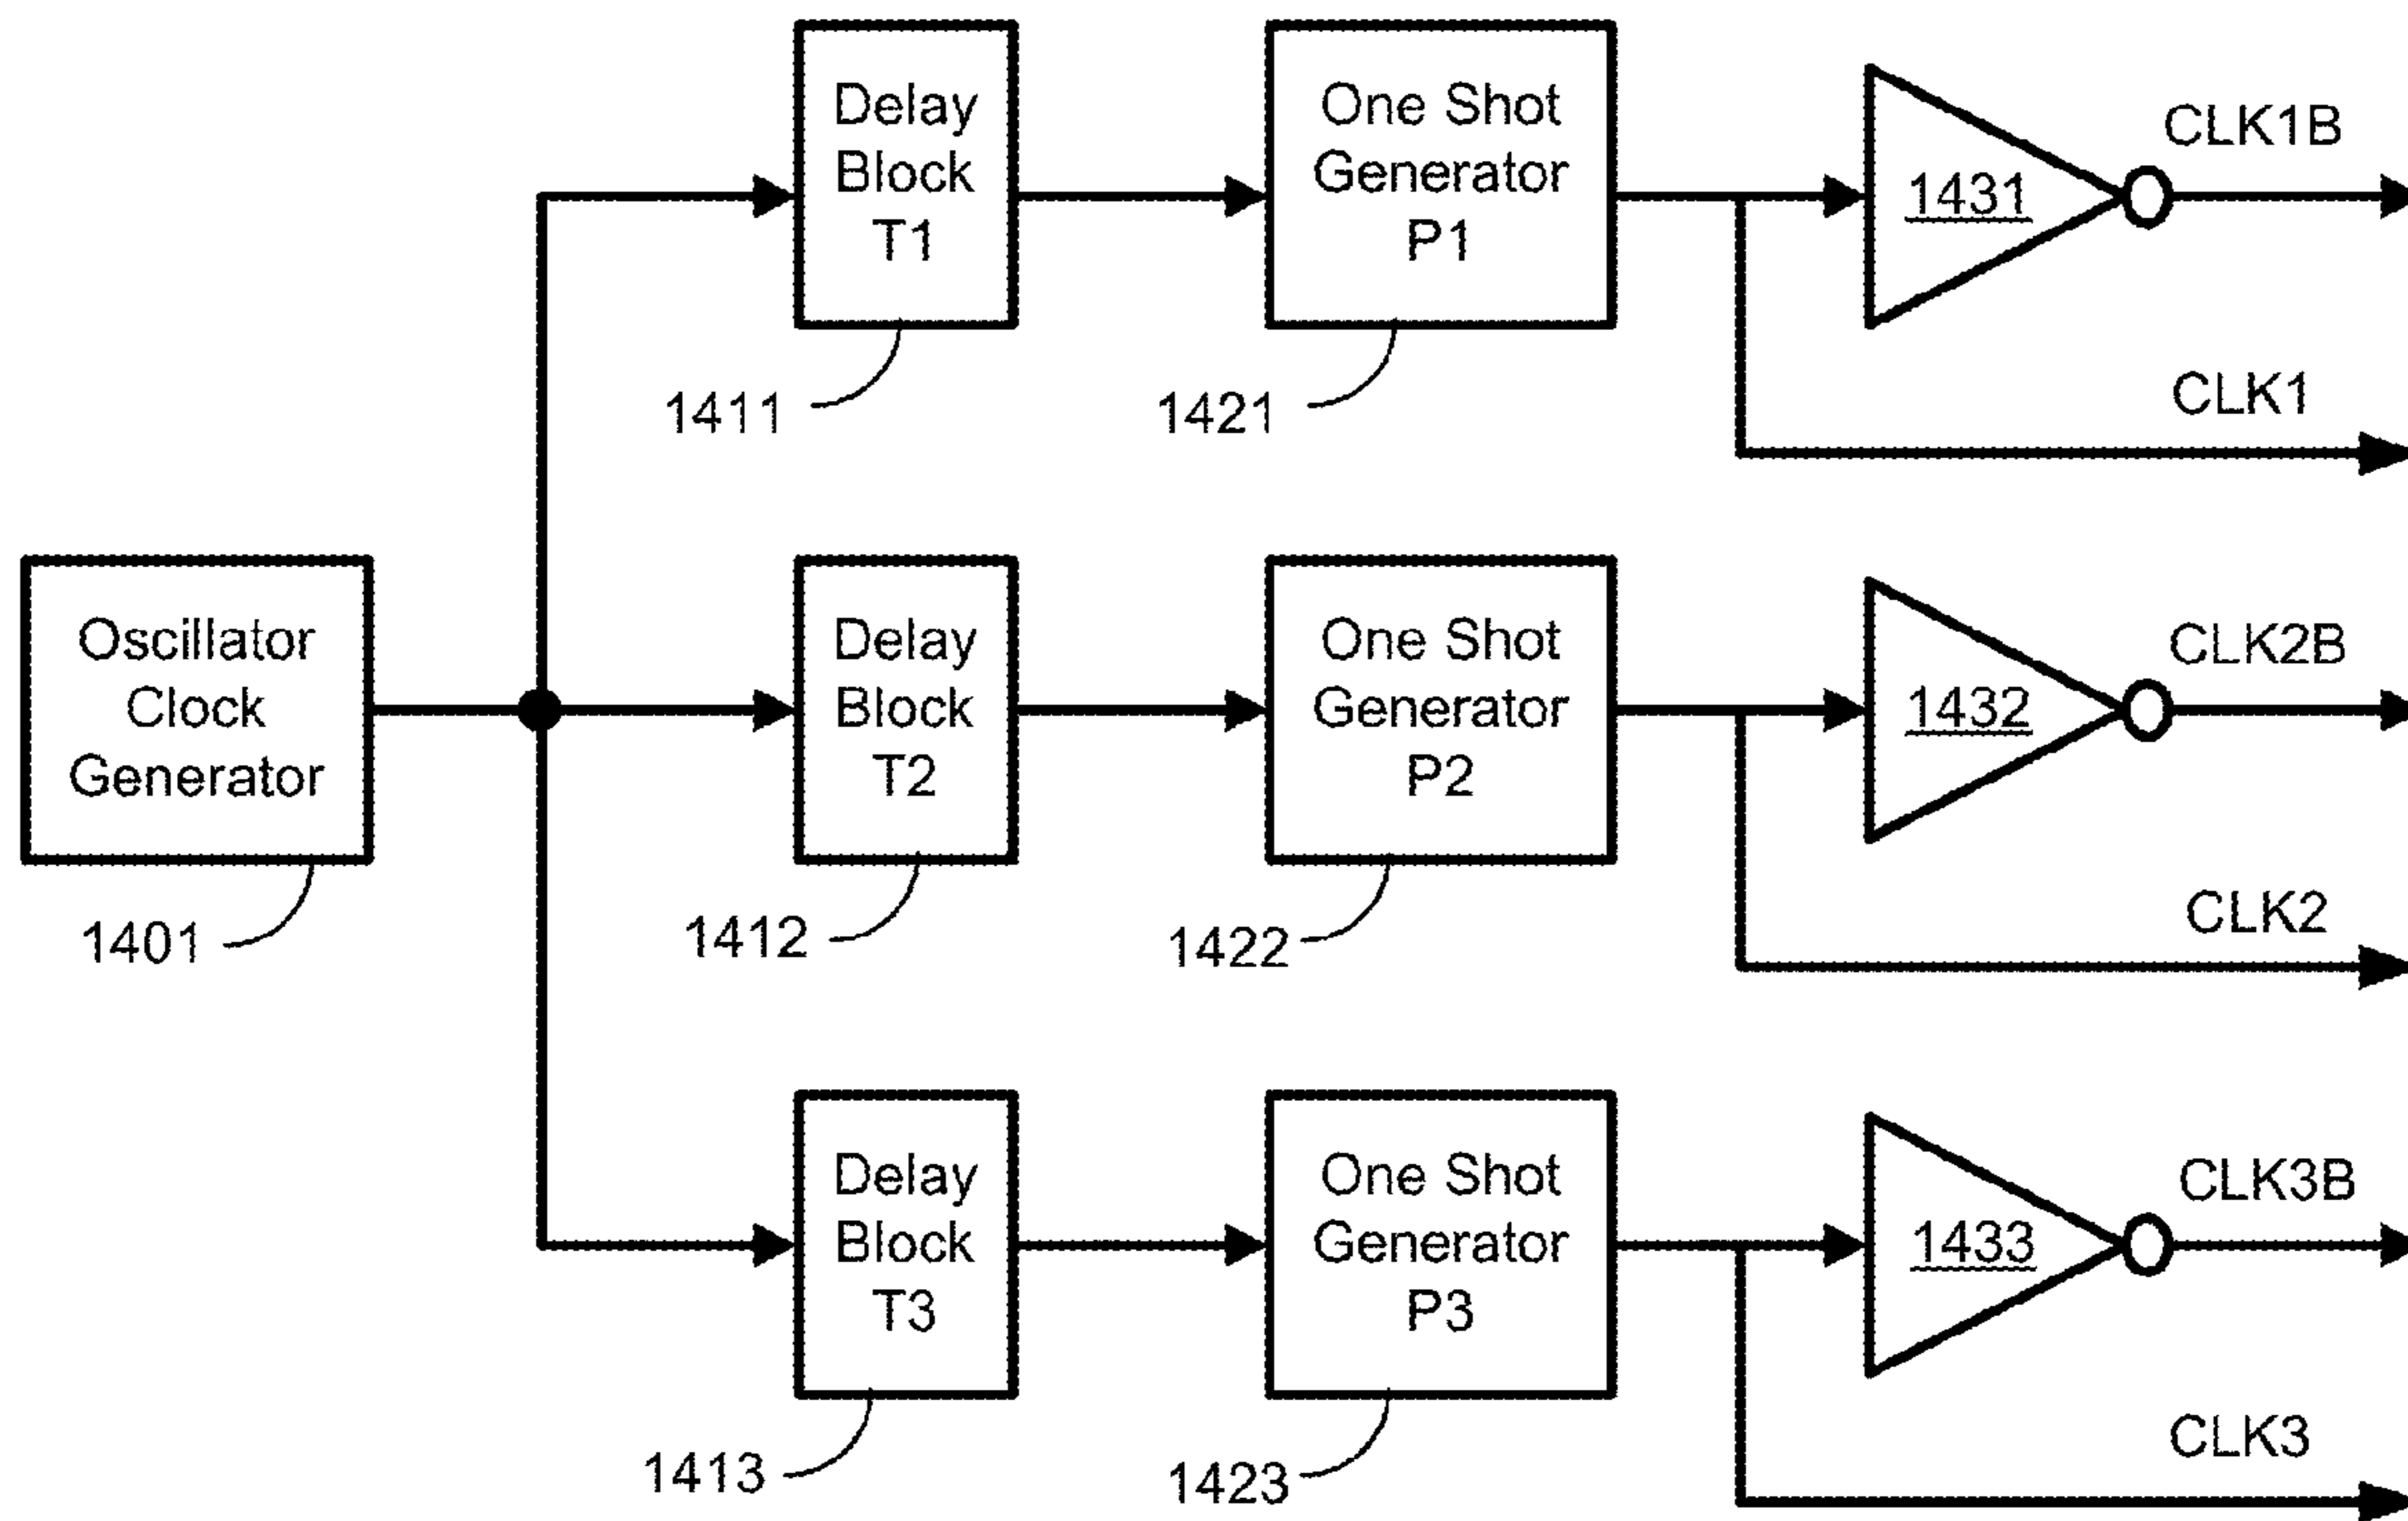 Delay
Block
T1
One Shot
Generator
P1
1431
CLK1B
CLK1
1411
1421
Oscillator
Clock
Generator
1401
Delay
Block
T2
One Shot
Generator
P2
1432
CLK2B
CLK2
1412
1422
Delay
Block
T3
One Shot
Generator
P3
1433
CLK3B
CLK3
1413
1423